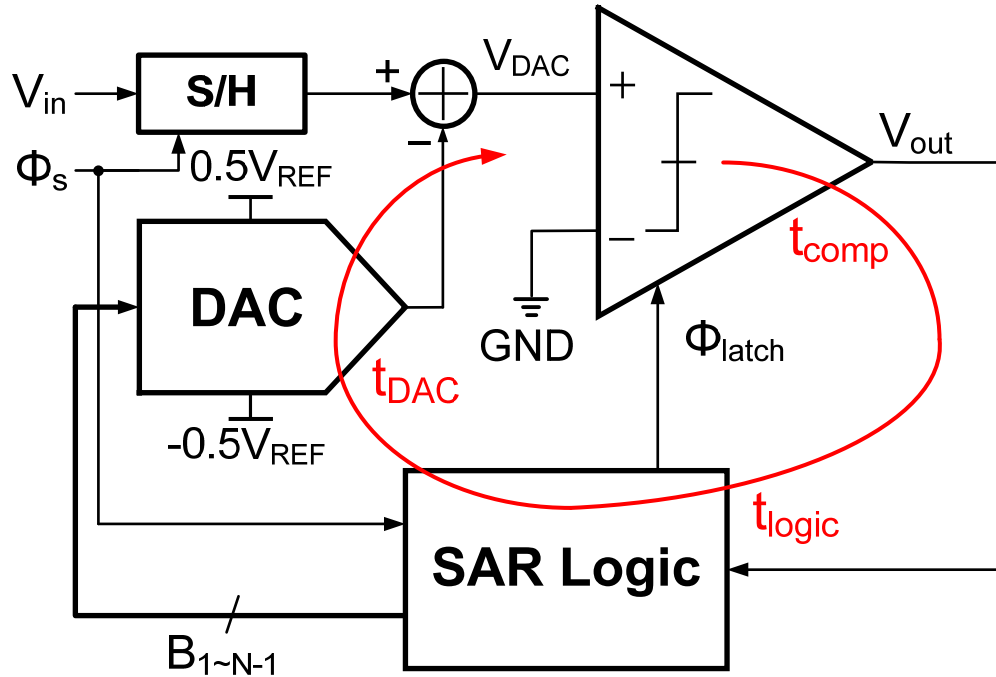 V_in
S/H
+
V_DAC
+
V_out
Φ_s
-
0.5V_REF
t_comp
DAC
-
GND
Φ_latch
t_DAC
-0.5V_REF
t_logic
SAR Logic
B_1~N-1